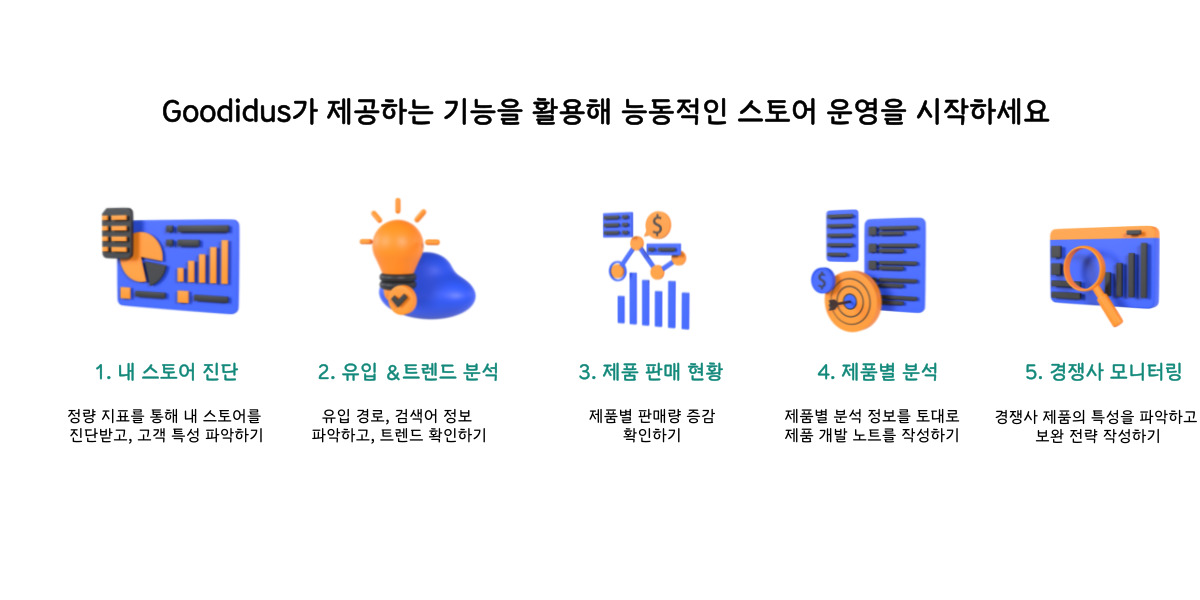 Goodidus가 제공하는 기능을 활용해 능동적인 스토어 운영을 시작하세요
$
$
1. 내 스토어 진단
정량 지표를 통해 내 스토어를
진단받고, 고객 특성 파악하기
2. 유입 &트렌드 분석
유입 경로, 검색어 정보
파악하고, 트렌드 확인하기
3. 제품 판매 현황
제품별 판매량 증감
확인하기
4. 제품별 분석
제품별 분석 정보를 토대로
제품 개발 노트를 작성하기
5. 경쟁사 모니터링
경쟁사 제품의 특성을 파악하고
보완 전략 작성하기